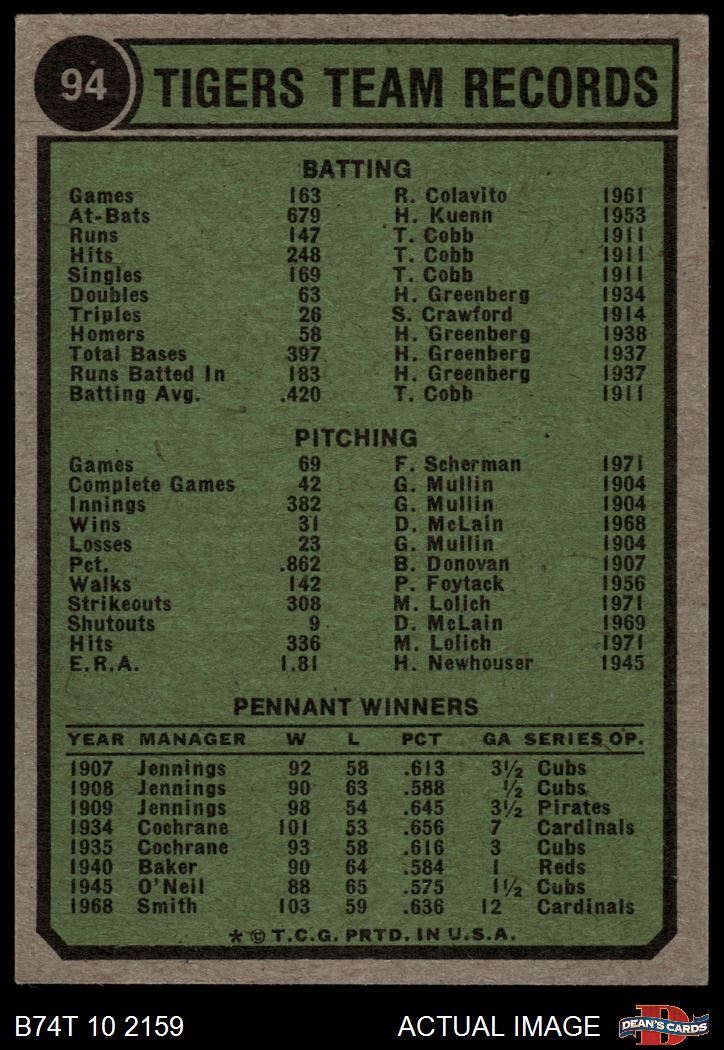 94 TIGERS TEAM RECORDS
BATTING
Games 163 R. Colavito 1961
At-Bats 679 H. Kuenn 1953
Runs 147 T. Cobb 1911
Hits 248 T. Cobb 1911
Singles 169 T. Cobb 1911
Doubles 63 H. Greenberg 1934
Triples 26 S. Crawford 1914
Homers 58 H. Greenberg 1938
Total Bases 397 H. Greenberg 1937
Runs Batted In 183 H. Greenberg 1937
Batting Avg. .420 T. Cobb 1911
PITCHING
Games 69 F. Scherman 1971
Complete Games 42 G. Mullin 1904
Innings 382 G. Mullin 1904
Wins 31 D. McLain 1968
Losses 23 G. Mullin 1904
Pct. .862 B. Donovan 1907
Walks 142 P. Foytack 1956
Strikeouts 308 M. Lolich 1971
Shutouts 9 D. McLain 1969
Hits 336 M. Lolich 1971
E.R.A. 1.81 H. Newhouser 1945
PENNANT WINNERS
YEAR MANAGER W L PCT GA SERIES OP.
1907 Jennings 92 58 .613 3½ Cubs
1908 Jennings 90 63 .588 ½ Cubs
1909 Jennings 98 54 .645 3½ Pirates
1934 Cochrane 101 53 .656 7 Cardinals
1935 Cochrane 93 58 .616 3 Cubs
1940 Baker 90 64 .584 1 Reds
1945 O'Neil 88 65 .575 1½ Cubs
1968 Smith 103 59 .636 12 Cardinals
* © T.C.G. PRTD. IN U.S.A.
B74T 10 2159 ACTUAL IMAGE D DEAN'S CARDS